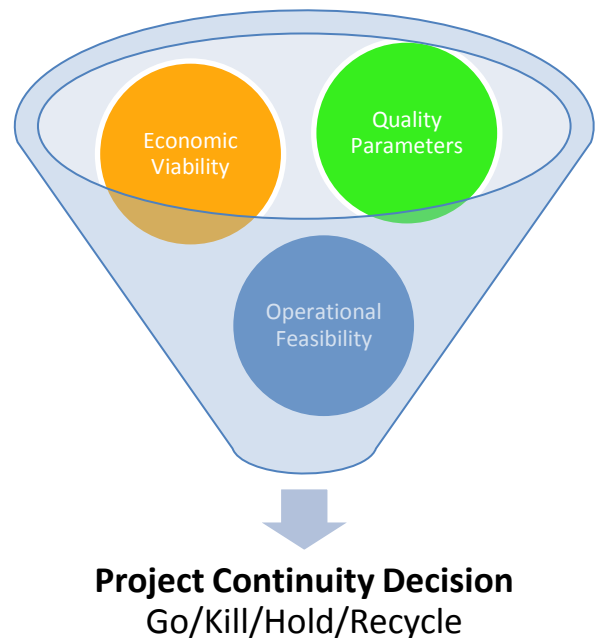 Economic
Viability
Quality
Parameters
Operational
Feasibility
Project Continuity Decision
Go/Kill/Hold/Recycle